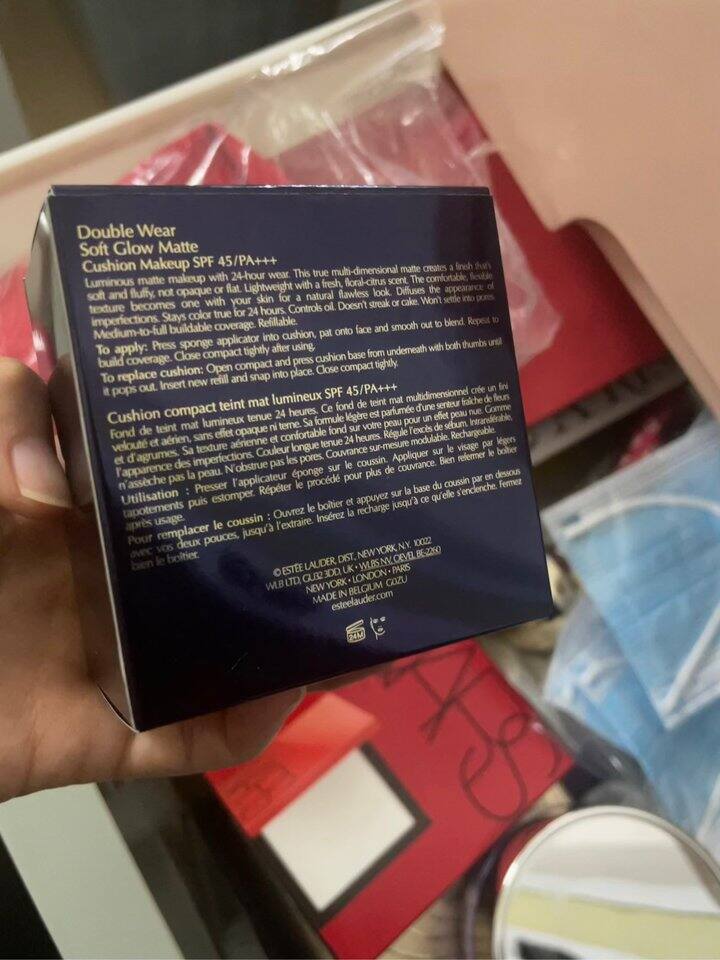 Double Wear
Soft Glow Matte
Cushion Makeup SPF 45/PA+++
Luminous matte makeup with 24-hour wear. This true multi-dimensional matte creates a finish that's
soft and fluffy, not opaque or flat. Lightweight with a fresh, floral-citrus scent. The comfortable, flexible
texture becomes one with your skin for a natural flawless look. Diffuses the appearance of
imperfections. Stays color true for 24 hours. Controls oil. Doesn't streak or cake. Won't settle into pores.
Medium-to-full buildable coverage. Refillable.
To apply: Press sponge applicator into cushion, pat onto face and smooth out to blend. Repeat to
build coverage. Close compact tightly after using.
To replace cushion: Open compact and press cushion base from underneath with both thumbs until
it pops out. Insert new refill and snap into place. Close compact tightly.
Cushion compact teint mat lumineux SPF 45/PA+++
Fond de teint mat lumineux tenue 24 heures. Ce fond de teint mat multidimensionnel crée un fini
velouté et aérien, sans effet opaque ni terne. Sa formule légère est parfumée d'une senteur fraîche de fleurs
et d'agrumes. Sa texture aérienne et confortable fond sur votre peau pour un effet peau nue. Gomme
l'apparence des imperfections. Couleur longue tenue 24 heures. Régule l'excès de sébum. Intransférable,
n'assèche pas la peau. N'obstrue pas les pores. Couvrance sur-mesure modulable. Rechargeable.
Utilisation : Presser l'applicateur éponge sur le coussin. Appliquer sur le visage par légers
tapotements puis estomper. Répéter le procédé pour plus de couvrance. Bien refermer le boîtier
après usage.
Pour remplacer le coussin : Ouvrez le boîtier et appuyez sur la base du coussin par en dessous
avec vos deux pouces, jusqu'à l'extraire. Insérez la recharge jusqu'à ce qu'elle s'enclenche. Fermez
bien le boîtier.
© ESTĒE LAUDER, DIST., NEW YORK, N.Y. 10022
WLB LTD, GU32 3DD, UK • WLBS NV, OEVEL BE-2260
NEW YORK • LONDON • PARIS
MADE IN BELGIUM G0ZU
esteelauder.com
24M
NARS